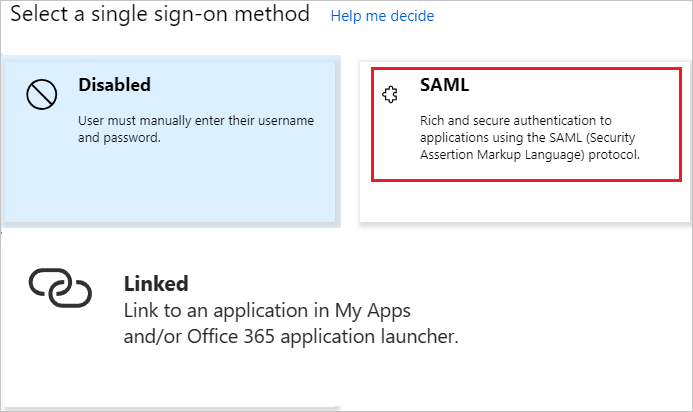 Select a single sign-on method Help me decide
Disabled
User must manually enter their username
and password.
SAML
Rich and secure authentication to
applications using the SAML (Security
Assertion Markup Language) protocol.
Linked
Link to an application in My Apps
and/or Office 365 application launcher.